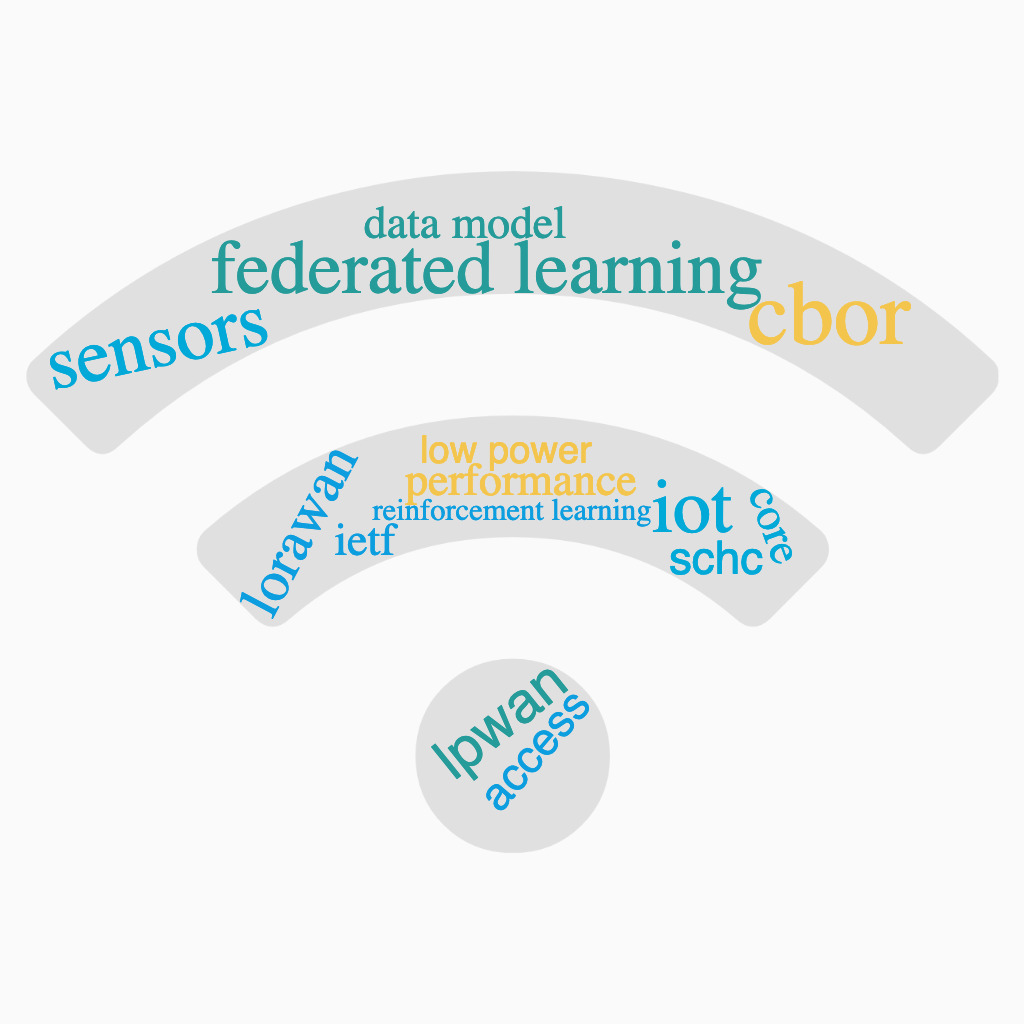 data model
federated learning
cbor
sensors
low power
performance
lorawan
reinforcement learning
iot
core
ietf
schc
lpwan
access